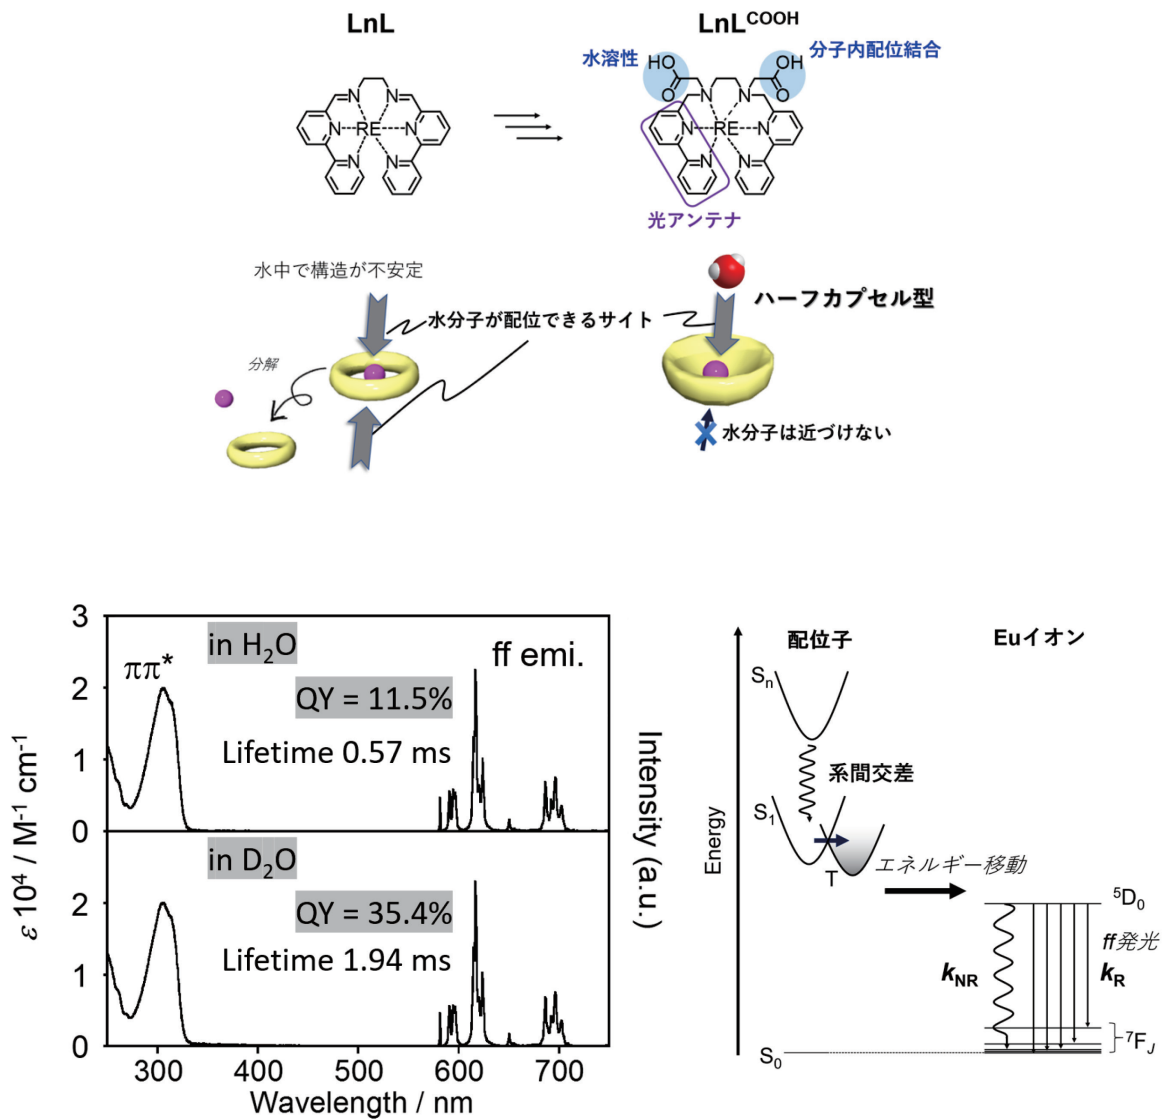 LnL
LnL^COOH
水溶性
分子内配位結合
HO
O
OH
O
N
N
N
N
N
RE
N
N
N
N
RE
N
N
N
光アンテナ
水中で構造が不安定
ハーフカプセル型
水分子が配位できるサイト
分解
水分子は近づけない
3
2
1
0
2
1
0
ε 10⁴ / M⁻¹ cm⁻¹
in H₂O
ππ*
ff emi.
QY = 11.5%
Lifetime 0.57 ms
in D₂O
QY = 35.4%
Lifetime 1.94 ms
300
400
500
600
700
Wavelength / nm
Intensity (a.u.)
Energy
配位子
Euイオン
Sₙ
系間交差
S₁
T
エネルギー移動
⁵D₀
ff発光
k_NR
k_R
⁷F_J
S₀